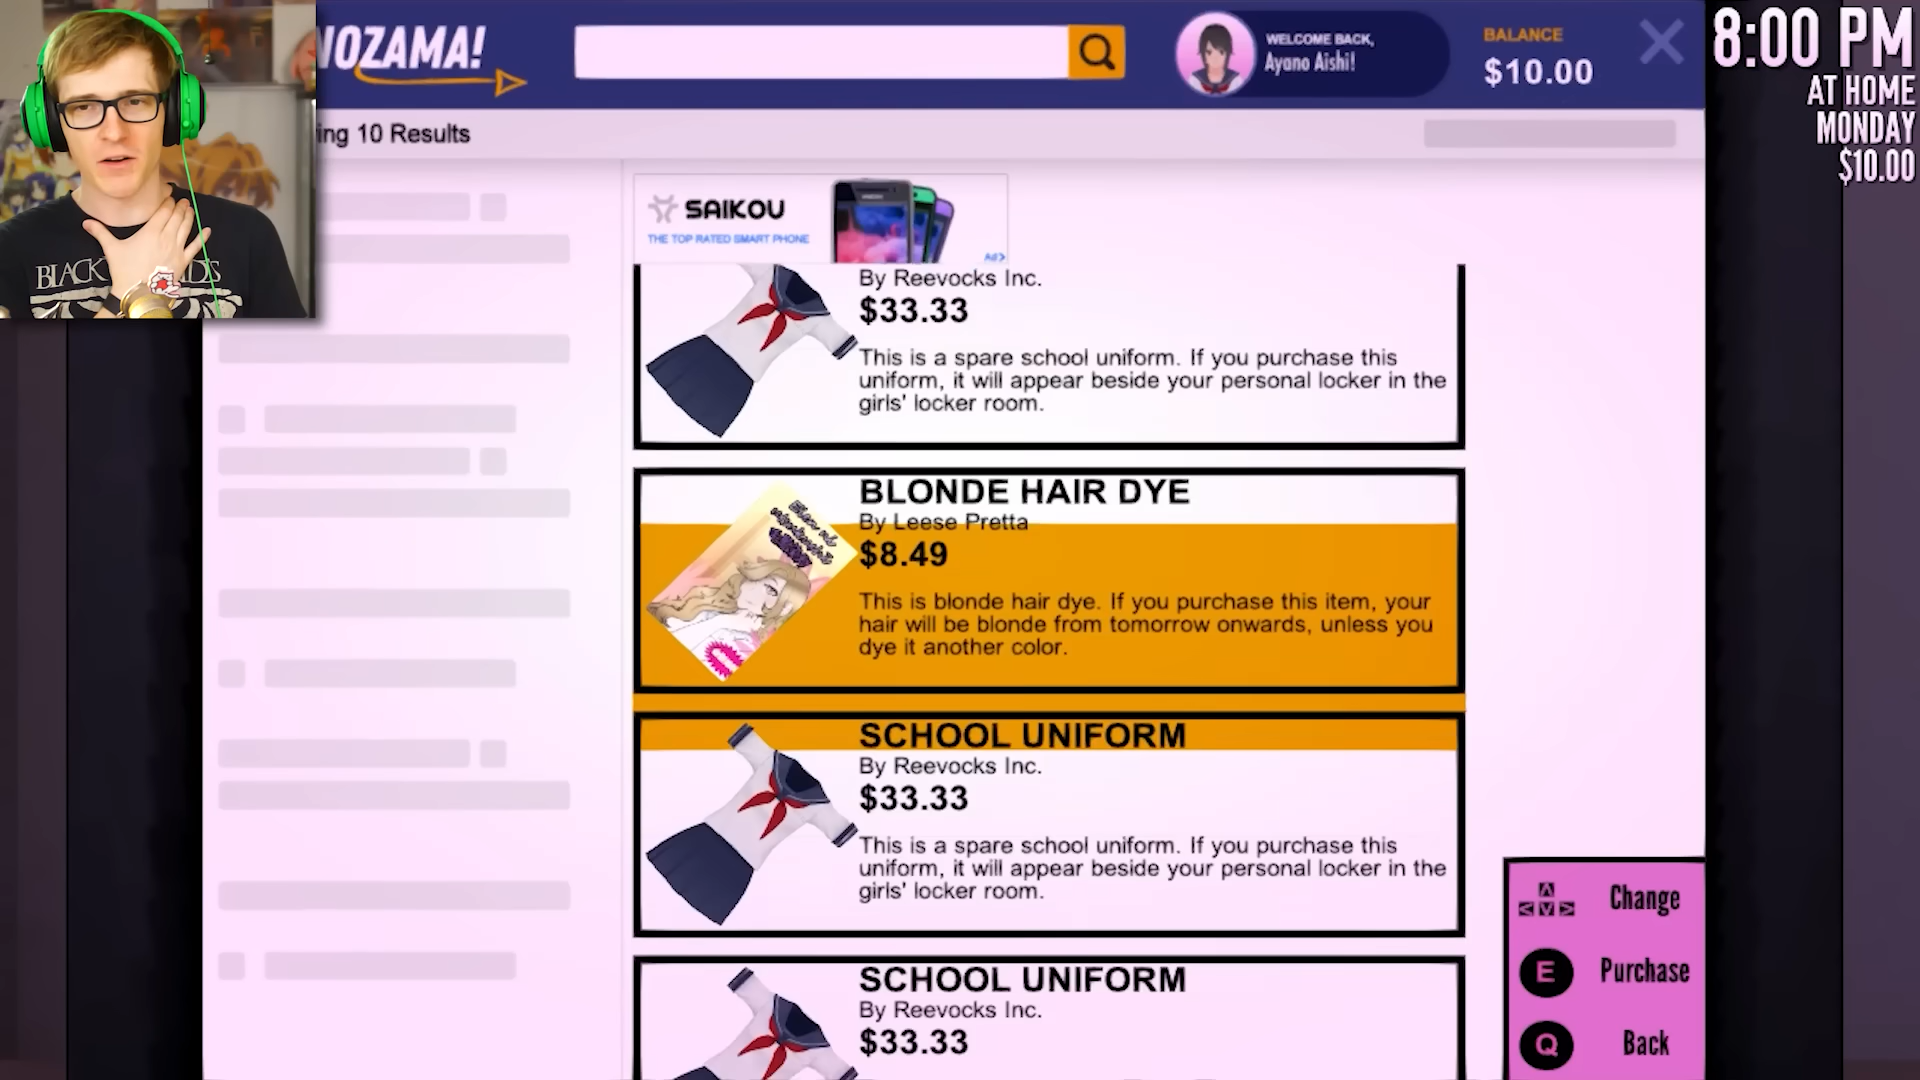 NOZAMA!
WELCOME BACK,
Ayano Aishi!
BALANCE
$10.00
8:00 PM
AT HOME
MONDAY
$10.00
ing 10 Results
SAIKOU
THE TOP RATED SMART PHONE
Ad>
By Reevocks Inc.
$33.33
This is a spare school uniform. If you purchase this
uniform, it will appear beside your personal locker in the
girls' locker room.
BLONDE HAIR DYE
By Leese Pretta
$8.49
This is blonde hair dye. If you purchase this item, your
hair will be blonde from tomorrow onwards, unless you
dye it another color.
SCHOOL UNIFORM
By Reevocks Inc.
$33.33
This is a spare school uniform. If you purchase this
uniform, it will appear beside your personal locker in the
girls' locker room.
SCHOOL UNIFORM
By Reevocks Inc.
$33.33
Change
E Purchase
Q Back
BLACK